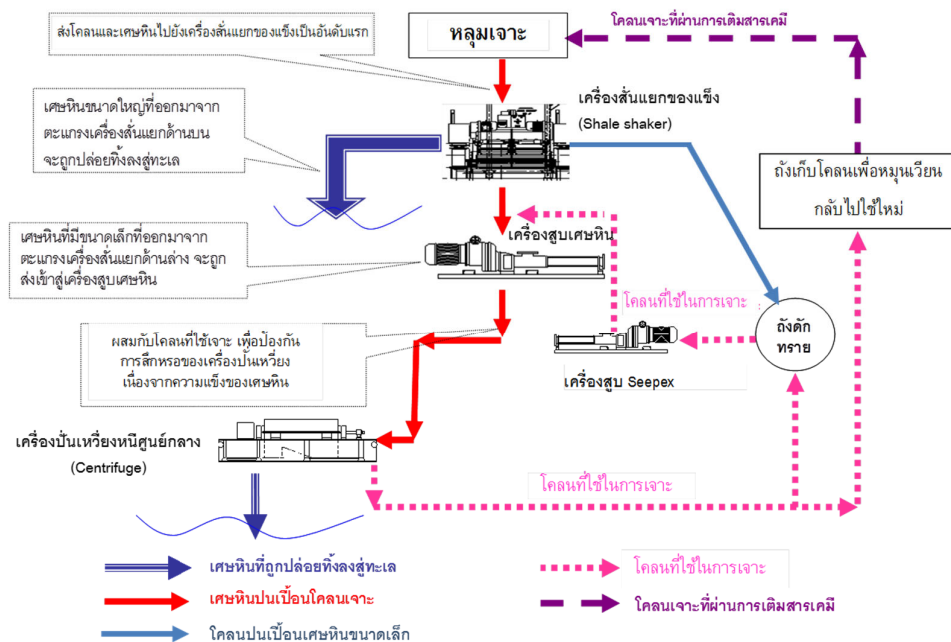 ส่งโคลนและเศษหินไปยังเครื่องสั่นแยกของแข็งเป็นอันดับแรก
หลุมเจาะ
โคลนเจาะที่ผ่านการเติมสารเคมี
เศษหินขนาดใหญ่ที่ออกมาจาก
ตะแกรงเครื่องสั่นแยกด้านบน
จะถูกปล่อยทิ้งลงสู่ทะเล
เครื่องสั่นแยกของแข็ง
(Shale shaker)
ถังเก็บโคลนเพื่อหมุนเวียน
กลับไปใช้ใหม่
เศษหินที่มีขนาดเล็กที่ออกมาจาก
ตะแกรงเครื่องสั่นแยกด้านล่าง จะถูก
ส่งเข้าสู่เครื่องสูบเศษหิน
เครื่องสูบเศษหิน
โคลนที่ใช้ในการเจาะ
ถังดัก
ทราย
ผสมกับโคลนที่ใช้เจาะ เพื่อป้องกัน
การสึกหรอของเครื่องปั่นเหวี่ยง
เนื่องจากความแข็งของเศษหิน
เครื่องสูบ Seepex
เครื่องปั่นเหวี่ยงหนีศูนย์กลาง
(Centrifuge)
โคลนที่ใช้ในการเจาะ
เศษหินที่ถูกปล่อยทิ้งลงสู่ทะเล
โคลนที่ใช้ในการเจาะ
เศษหินปนเปื้อนโคลนเจาะ
โคลนเจาะที่ผ่านการเติมสารเคมี
โคลนปนเปื้อนเศษหินขนาดเล็ก